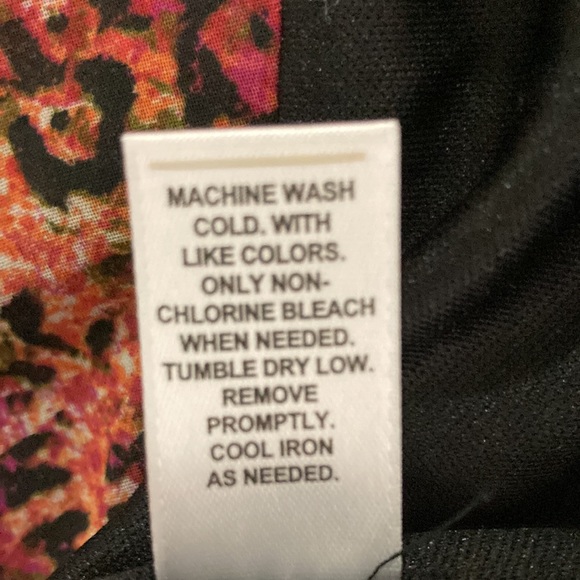 MACHINE WASH
COLD. WITH
LIKE COLORS.
ONLY NON-
CHLORINE BLEACH
WHEN NEEDED.
TUMBLE DRY LOW.
REMOVE
PROMPTLY.
COOL IRON
AS NEEDED.